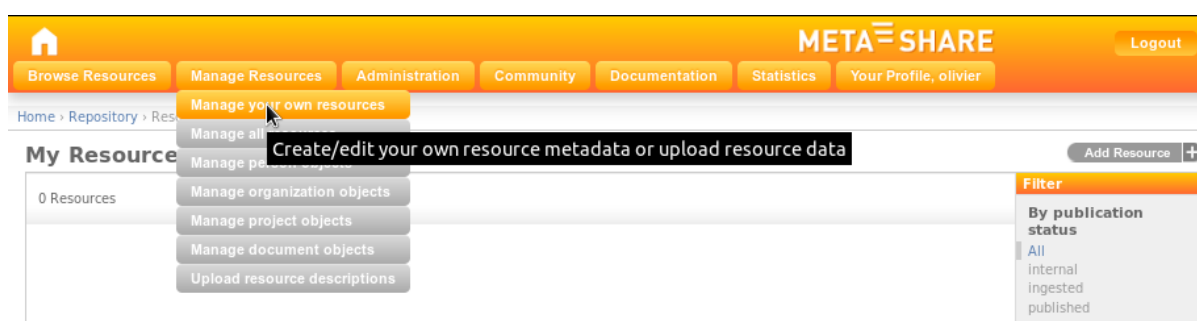 META SHARE
Logout
Browse Resources Manage Resources Administration Community Documentation Statistics Your Profile, olivier
Manage your own resources
Home › Repository › Res
Manage all
Create/edit your own resource metadata or upload resource data
My Resource
Manage
Add Resource +
Manage organization objects
Filter
0 Resources
By publication
status
Manage project objects
Manage document objects
All
internal
Upload resource descriptions
ingested
published